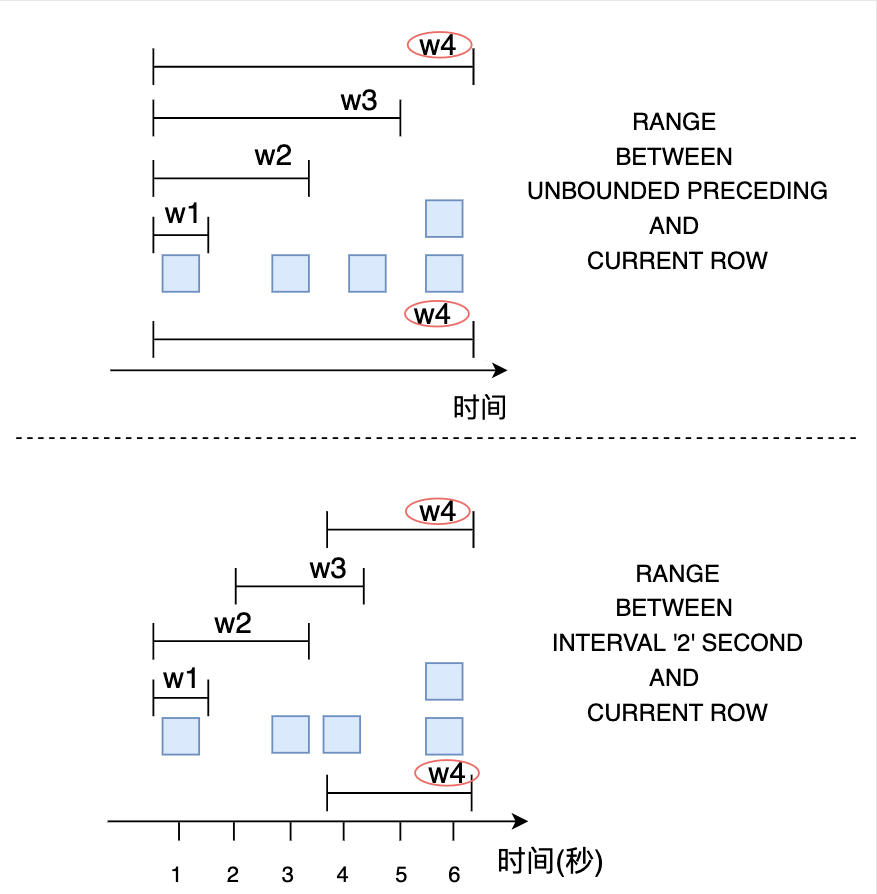 w4
w3
w2
w1
w4
时间
RANGE
BETWEEN
UNBOUNDED PRECEDING
AND
CURRENT ROW
w4
w3
w2
w1
w4
1 2 3 4 5 6
时间(秒)
RANGE
BETWEEN
INTERVAL '2' SECOND
AND
CURRENT ROW